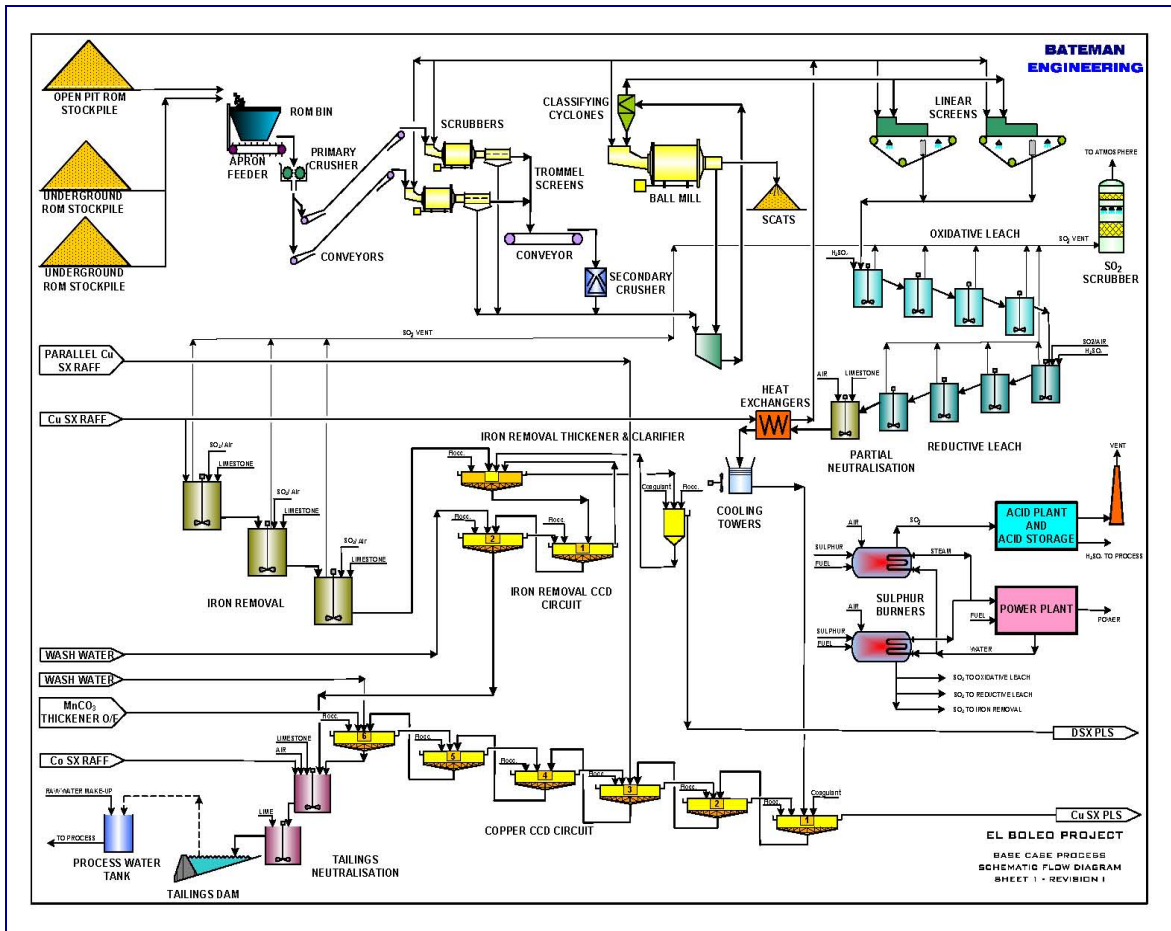 BATEMAN
ENGINEERING
OPEN PIT ROM
STOCKPILE
ROM BIN
APRON
FEEDER
PRIMARY
CRUSHER
UNDERGROUND
ROM STOCKPILE
UNDERGROUND
ROM STOCKPILE
CONVEYORS
SCRUBBERS
TROMMEL
SCREENS
CONVEYOR
SECONDARY
CRUSHER
CLASSIFYING
CYCLONES
BALL MILL
SCATS
LINEAR
SCREENS
TO ATMOSPHERE
SO2 VENT
SO2
SCRUBBER
OXIDATIVE LEACH
H2SO4
SO2/AIR
H2SO4
REDUCTIVE LEACH
AIR
LIMESTONE
PARTIAL
NEUTRALISATION
HEAT
EXCHANGERS
COOLING
TOWERS
SO2 VENT
PARALLEL Cu
SX RAFF
Cu SX RAFF
SO2/Air
LIMESTONE
SO2/Air
LIMESTONE
SO2/Air
LIMESTONE
IRON REMOVAL
IRON REMOVAL THICKENER & CLARIFIER
Flocc.
Flocc.
2
Flocc.
1
IRON REMOVAL CCD
CIRCUIT
Coagulant
Flocc.
AIR
SULPHUR
FUEL
SO2
STEAM
SULPHUR
BURNERS
AIR
SULPHUR
FUEL
WATER
ACID PLANT
AND
ACID STORAGE
VENT
H2SO4 TO PROCESS
FUEL
POWER PLANT
POWER
SO2 TO OXIDATIVE LEACH
SO2 TO REDUCTIVE LEACH
SO2 TO IRON REMOVAL
WASH WATER
WASH WATER
MnCO3
THICKENER O/F
Co SX RAFF
Flocc.
6
Flocc.
5
Flocc.
4
Flocc.
3
Flocc.
2
Flocc.
1
Coagulant
COPPER CCD CIRCUIT
DSX PLS
Cu SX PLS
LIMESTONE
AIR
LIME
TAILINGS
NEUTRALISATION
RAW WATER MAKE-UP
TO PROCESS
PROCESS WATER
TANK
TAILINGS DAM
EL BOLEO PROJECT
BASE CASE PROCESS
SCHEMATIC FLOW DIAGRAM
SHEET 1 - REVISION I